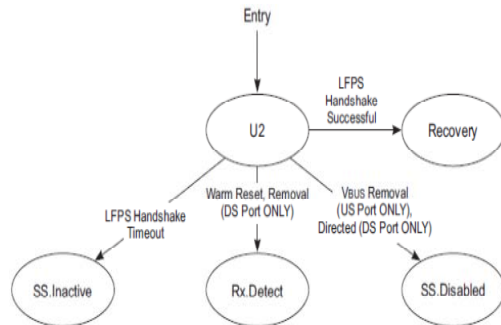 Entry
LFPS
Handshake
Successful
U2
Recovery
Warm Reset, Removal
(DS Port ONLY)
VBUS Removal
(US Port ONLY),
Directed (DS Port ONLY)
LFPS Handshake
Timeout
SS.Inactive
Rx.Detect
SS.Disabled